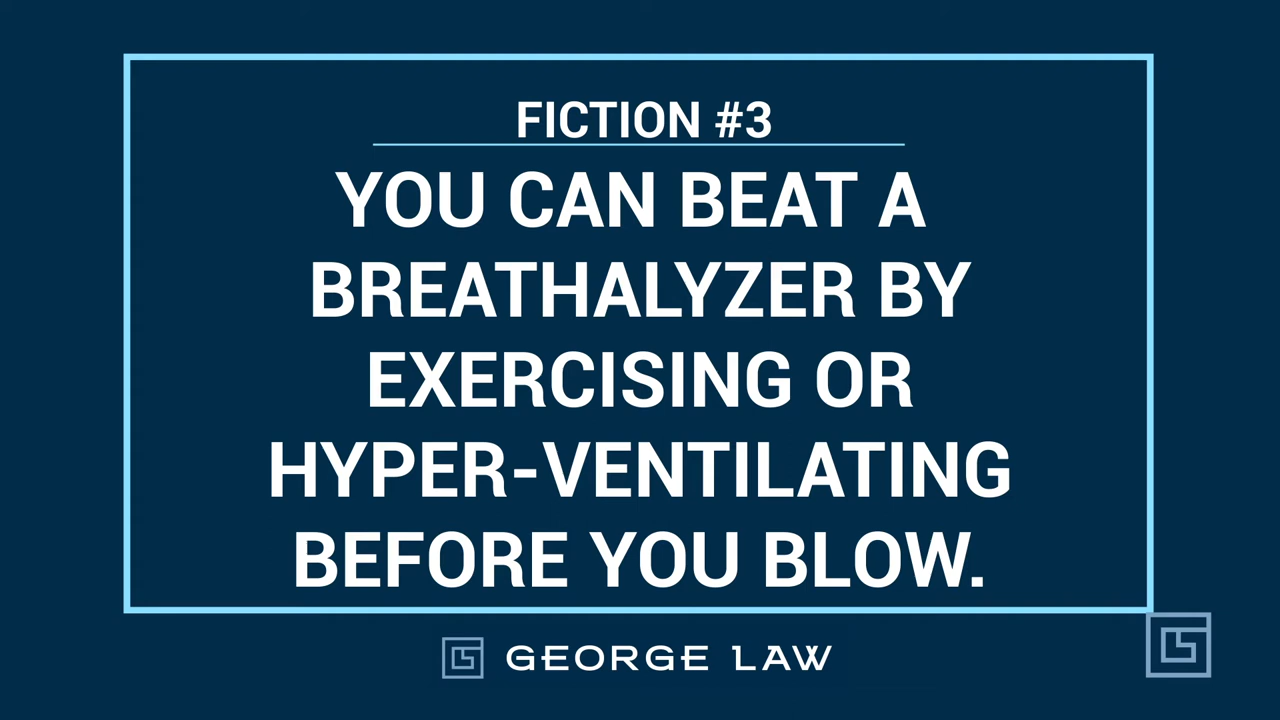 FICTION #3
YOU CAN BEAT A
BREATHALYZER BY
EXERCISING OR
HYPER-VENTILATING
BEFORE YOU BLOW.
GEORGE LAW